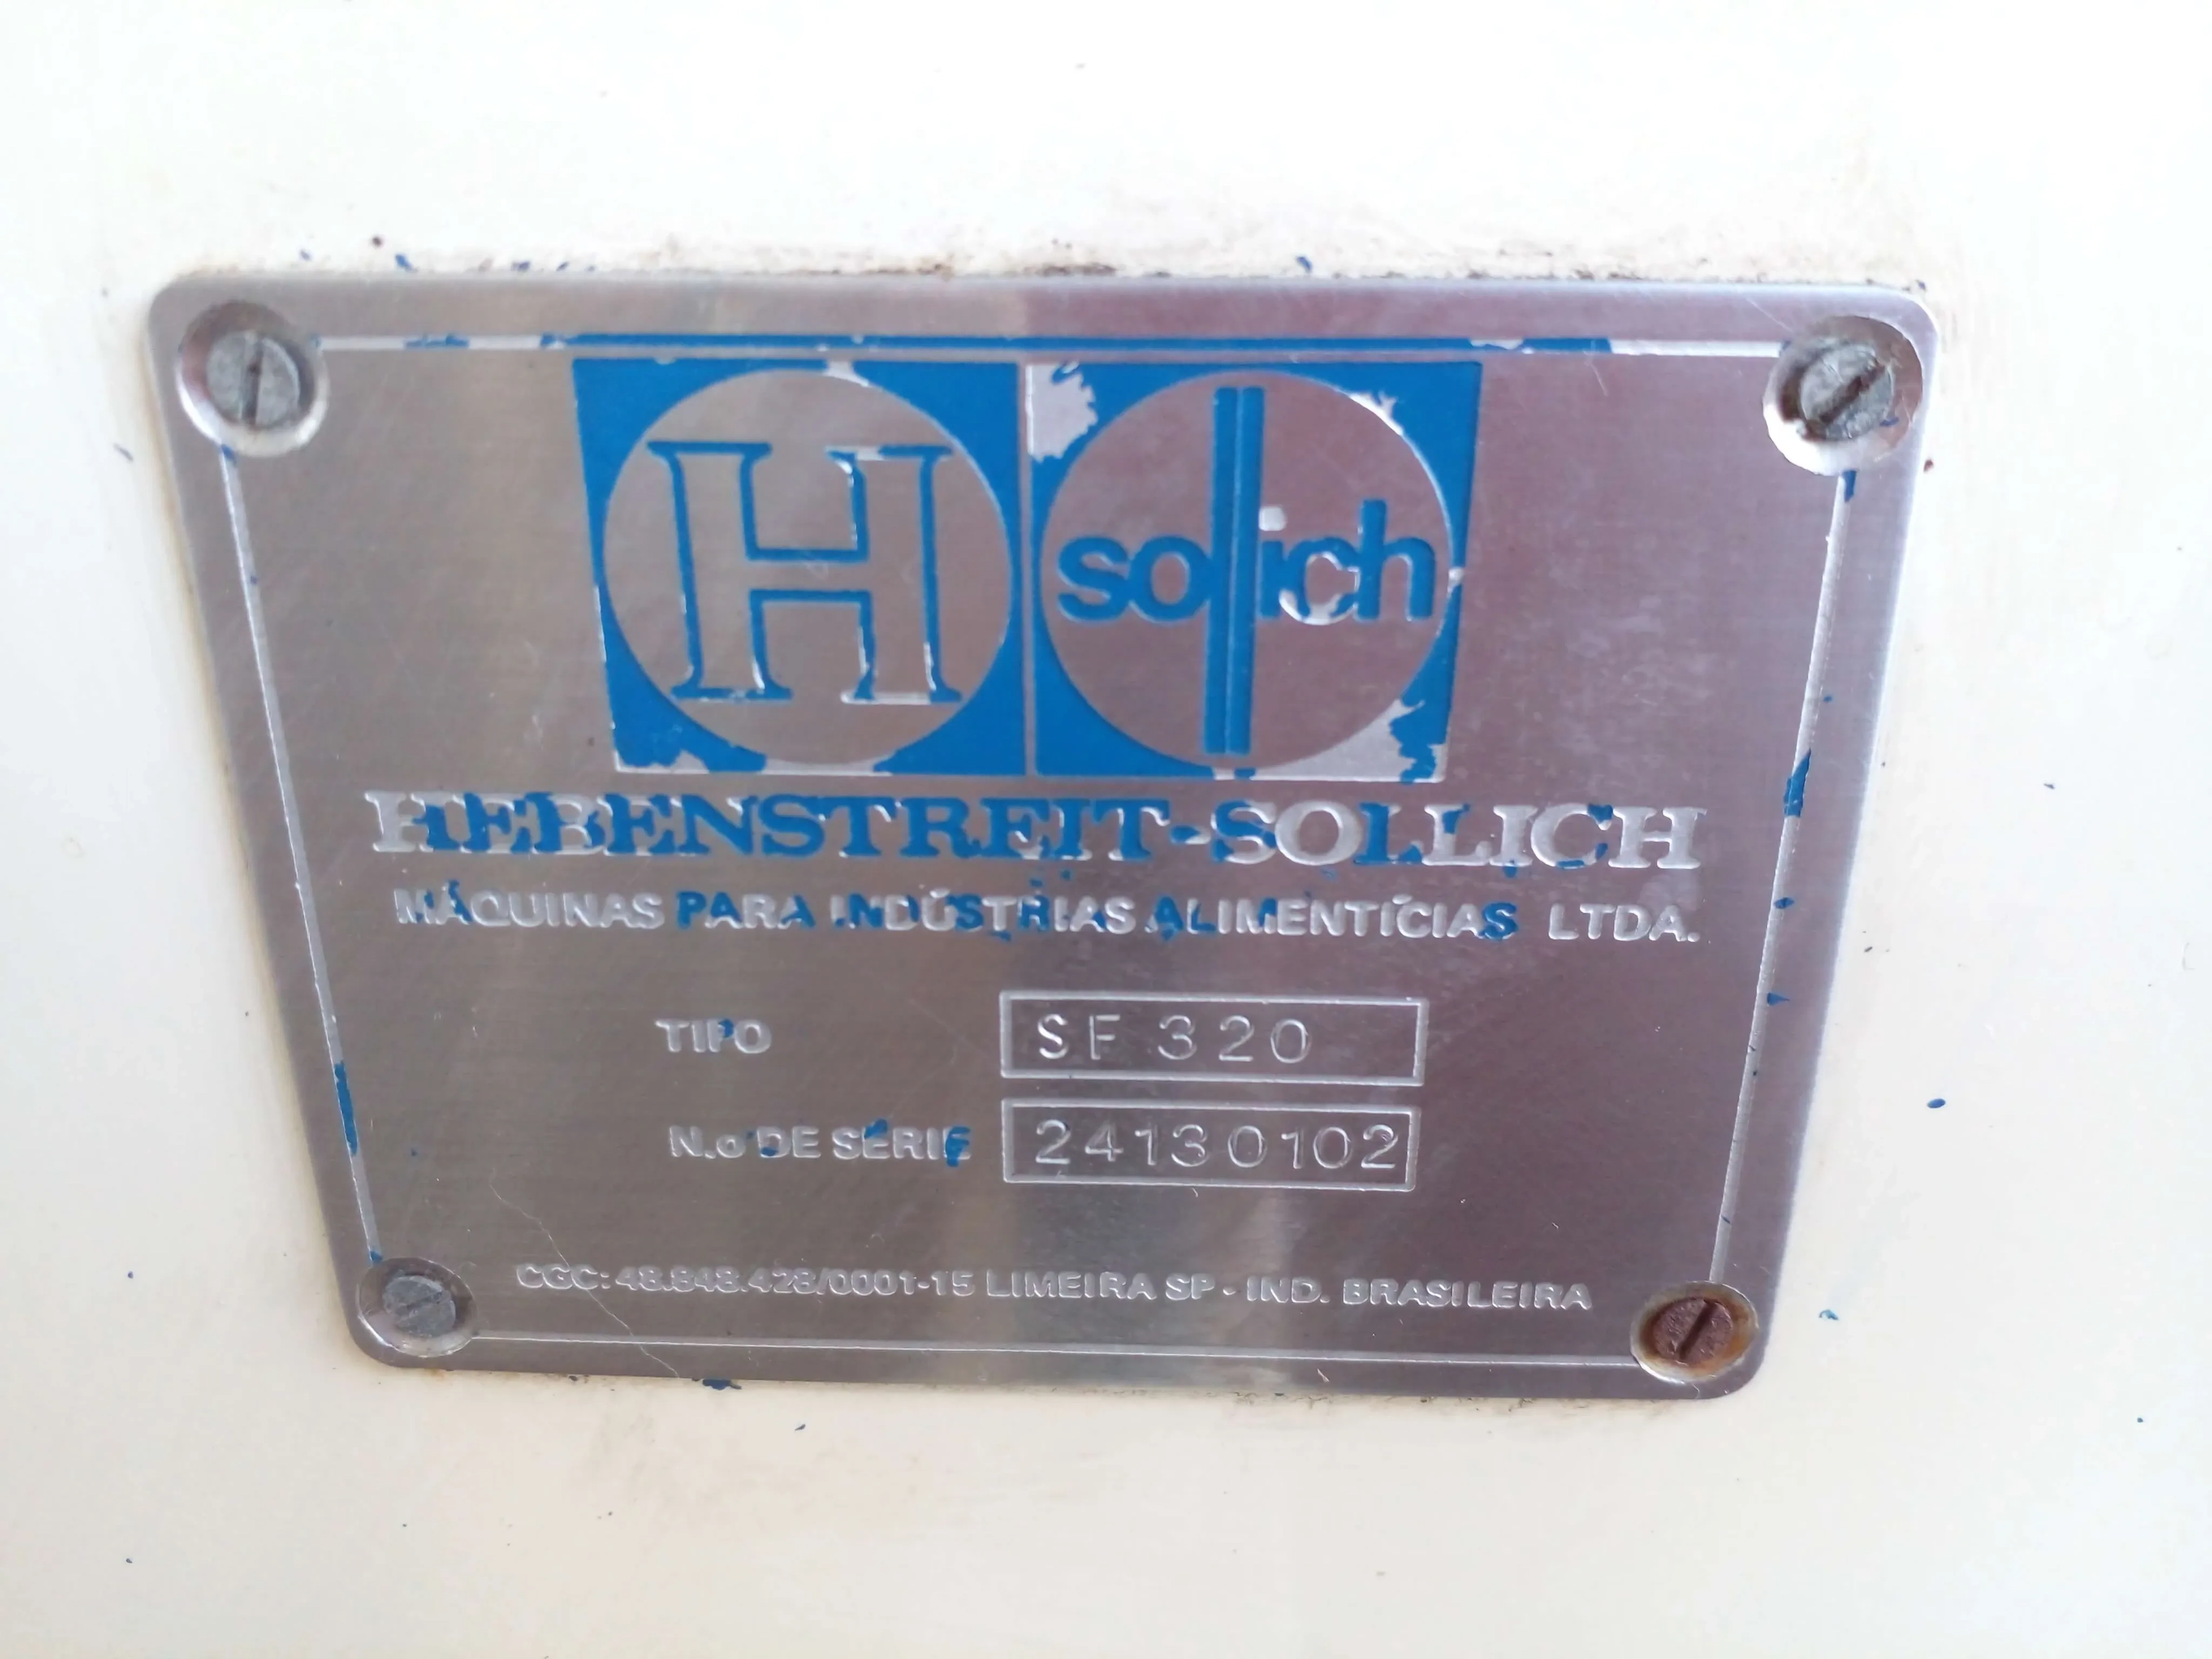 H sollich
HEBENSTREIT-SOLLICH
MÁQUINAS PARA INDÚSTRIAS ALIMENTÍCIAS LTDA.
TIPO SF 320
N.o DE SÉRIE 24130102
CGC: 48.848.428/0001-15 LIMEIRA SP - IND. BRASILEIRA